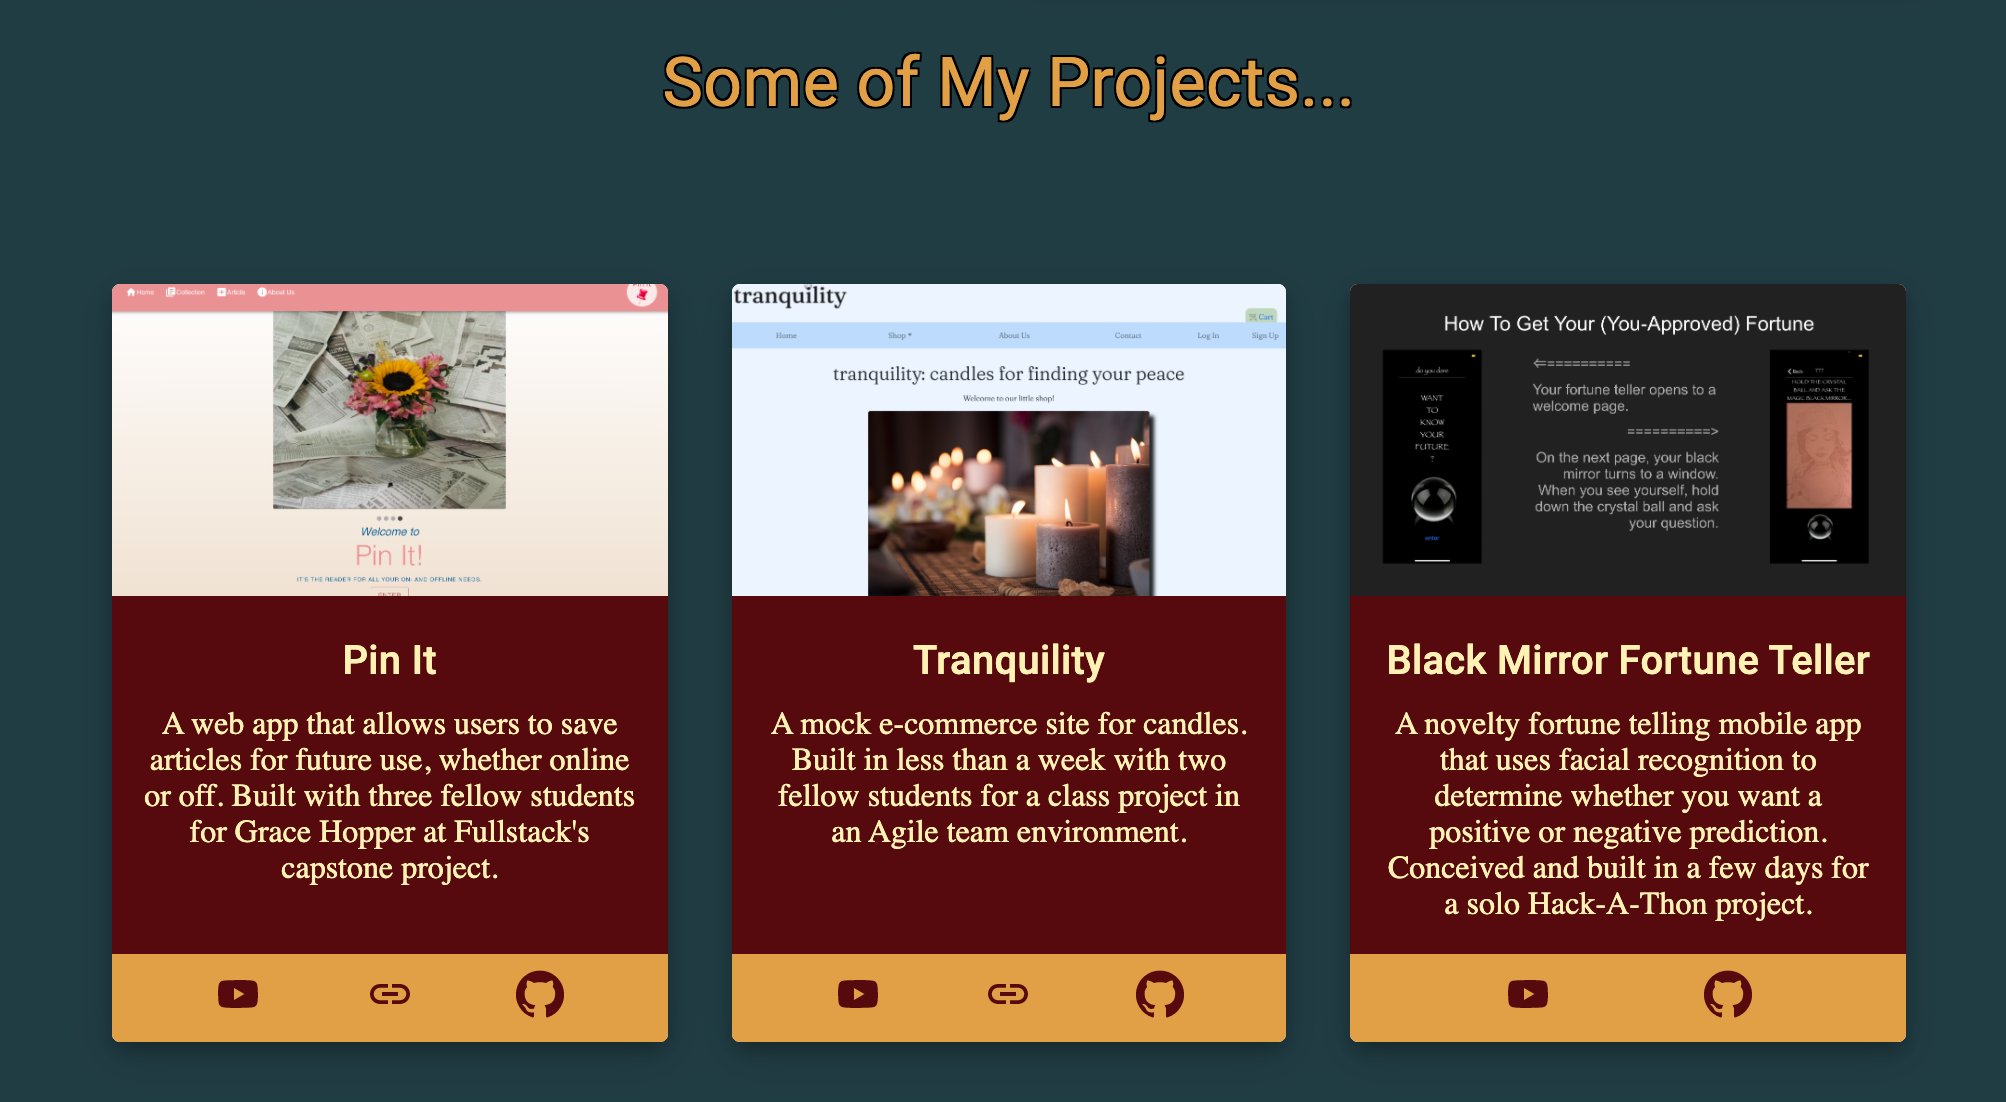 Some of My Projects...
Home Collection Article About Us
Welcome to
Pin It!
IT'S THE READER FOR ALL YOUR ON- AND OFFLINE NEEDS.
ENTER
Pin It
A web app that allows users to save
articles for future use, whether online
or off. Built with three fellow students
for Grace Hopper at Fullstack's
capstone project.
tranquility
Cart
Home Shop About Us Contact Log In Sign Up
tranquility: candles for finding your peace
Welcome to our little shop!
Tranquility
A mock e-commerce site for candles.
Built in less than a week with two
fellow students for a class project in
an Agile team environment.
How To Get Your (You-Approved) Fortune
do you dare
WANT
TO
KNOW
YOUR
FUTURE
?
enter
<==========
Your fortune teller opens to a
welcome page.
==========>
On the next page, your black
mirror turns to a window.
When you see yourself, hold
down the crystal ball and ask
your question.
Back ???
HOLD THE CRYSTAL
BALL AND ASK THE
MAGIC BLACK MIRROR...
Black Mirror Fortune Teller
A novelty fortune telling mobile app
that uses facial recognition to
determine whether you want a
positive or negative prediction.
Conceived and built in a few days for
a solo Hack-A-Thon project.